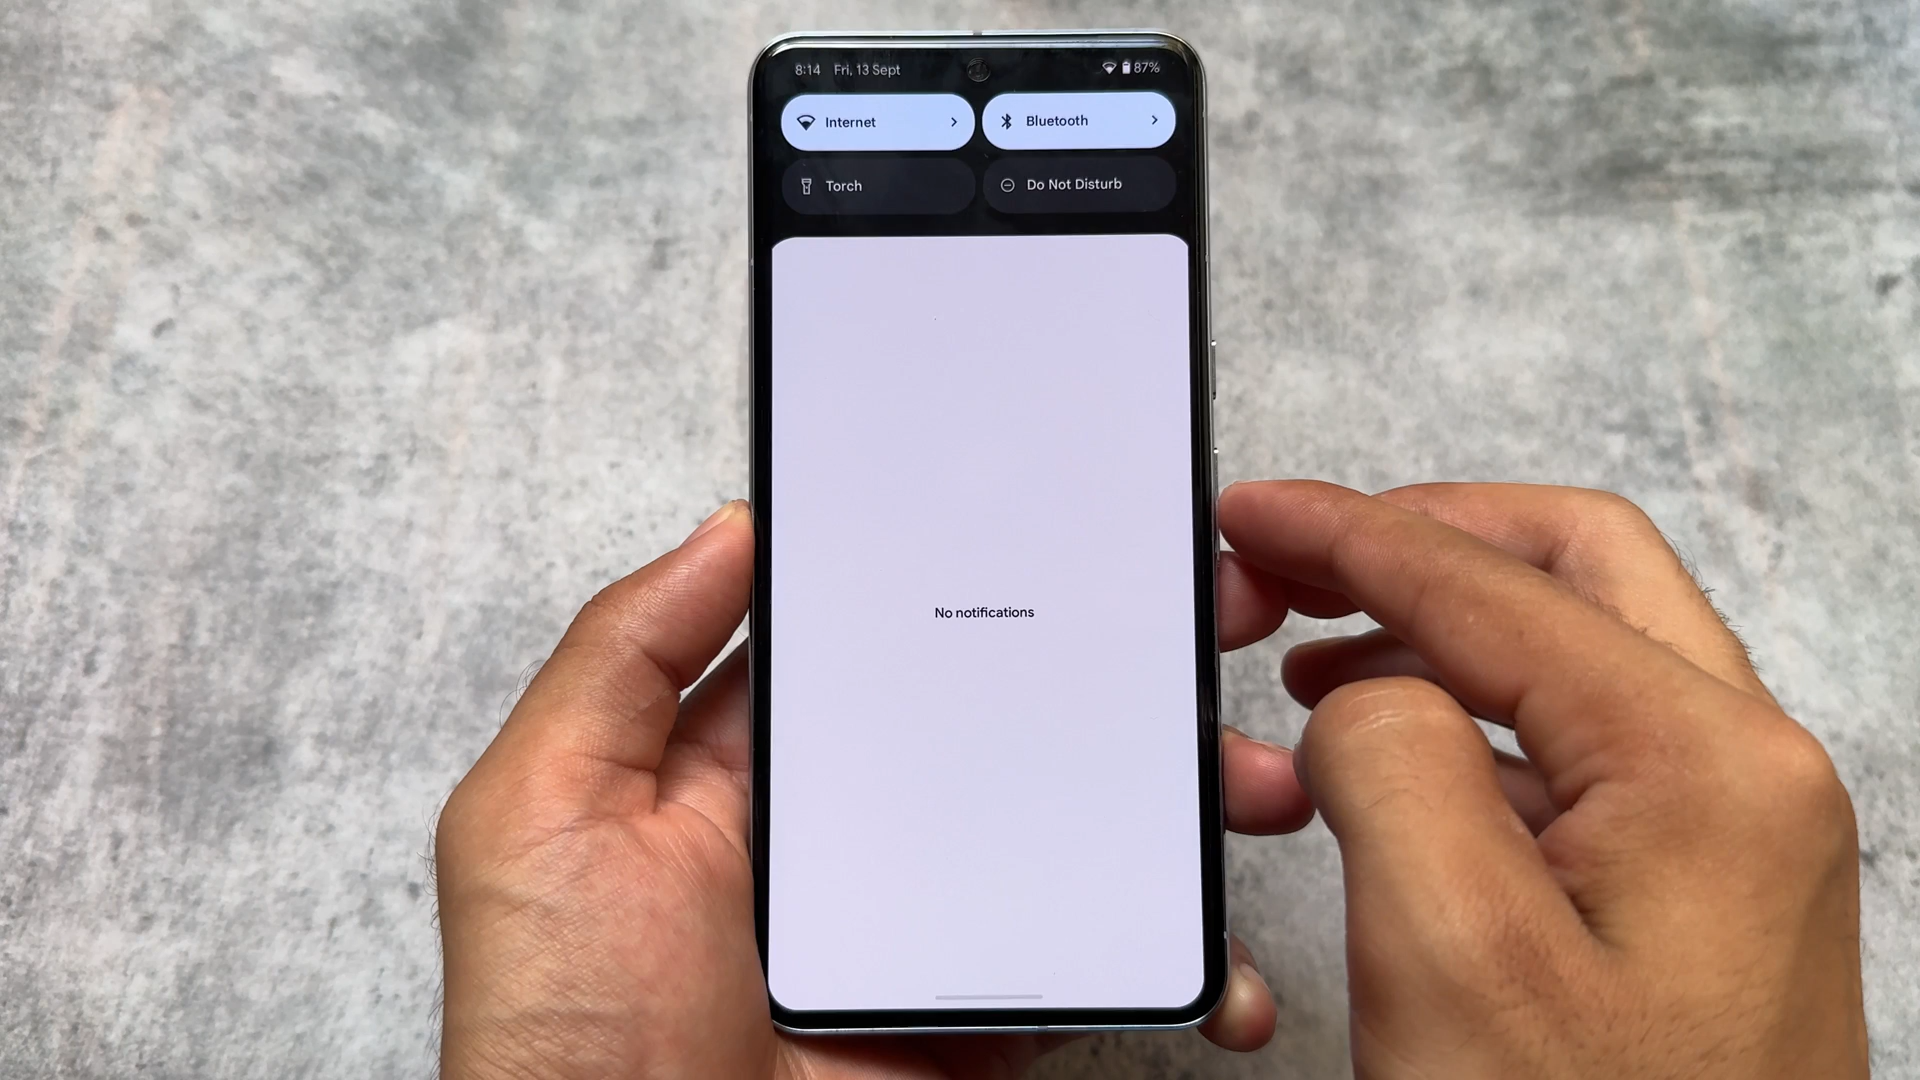 8:14 Fri, 13 Sept 87%
Internet Bluetooth
Torch Do Not Disturb
No notifications